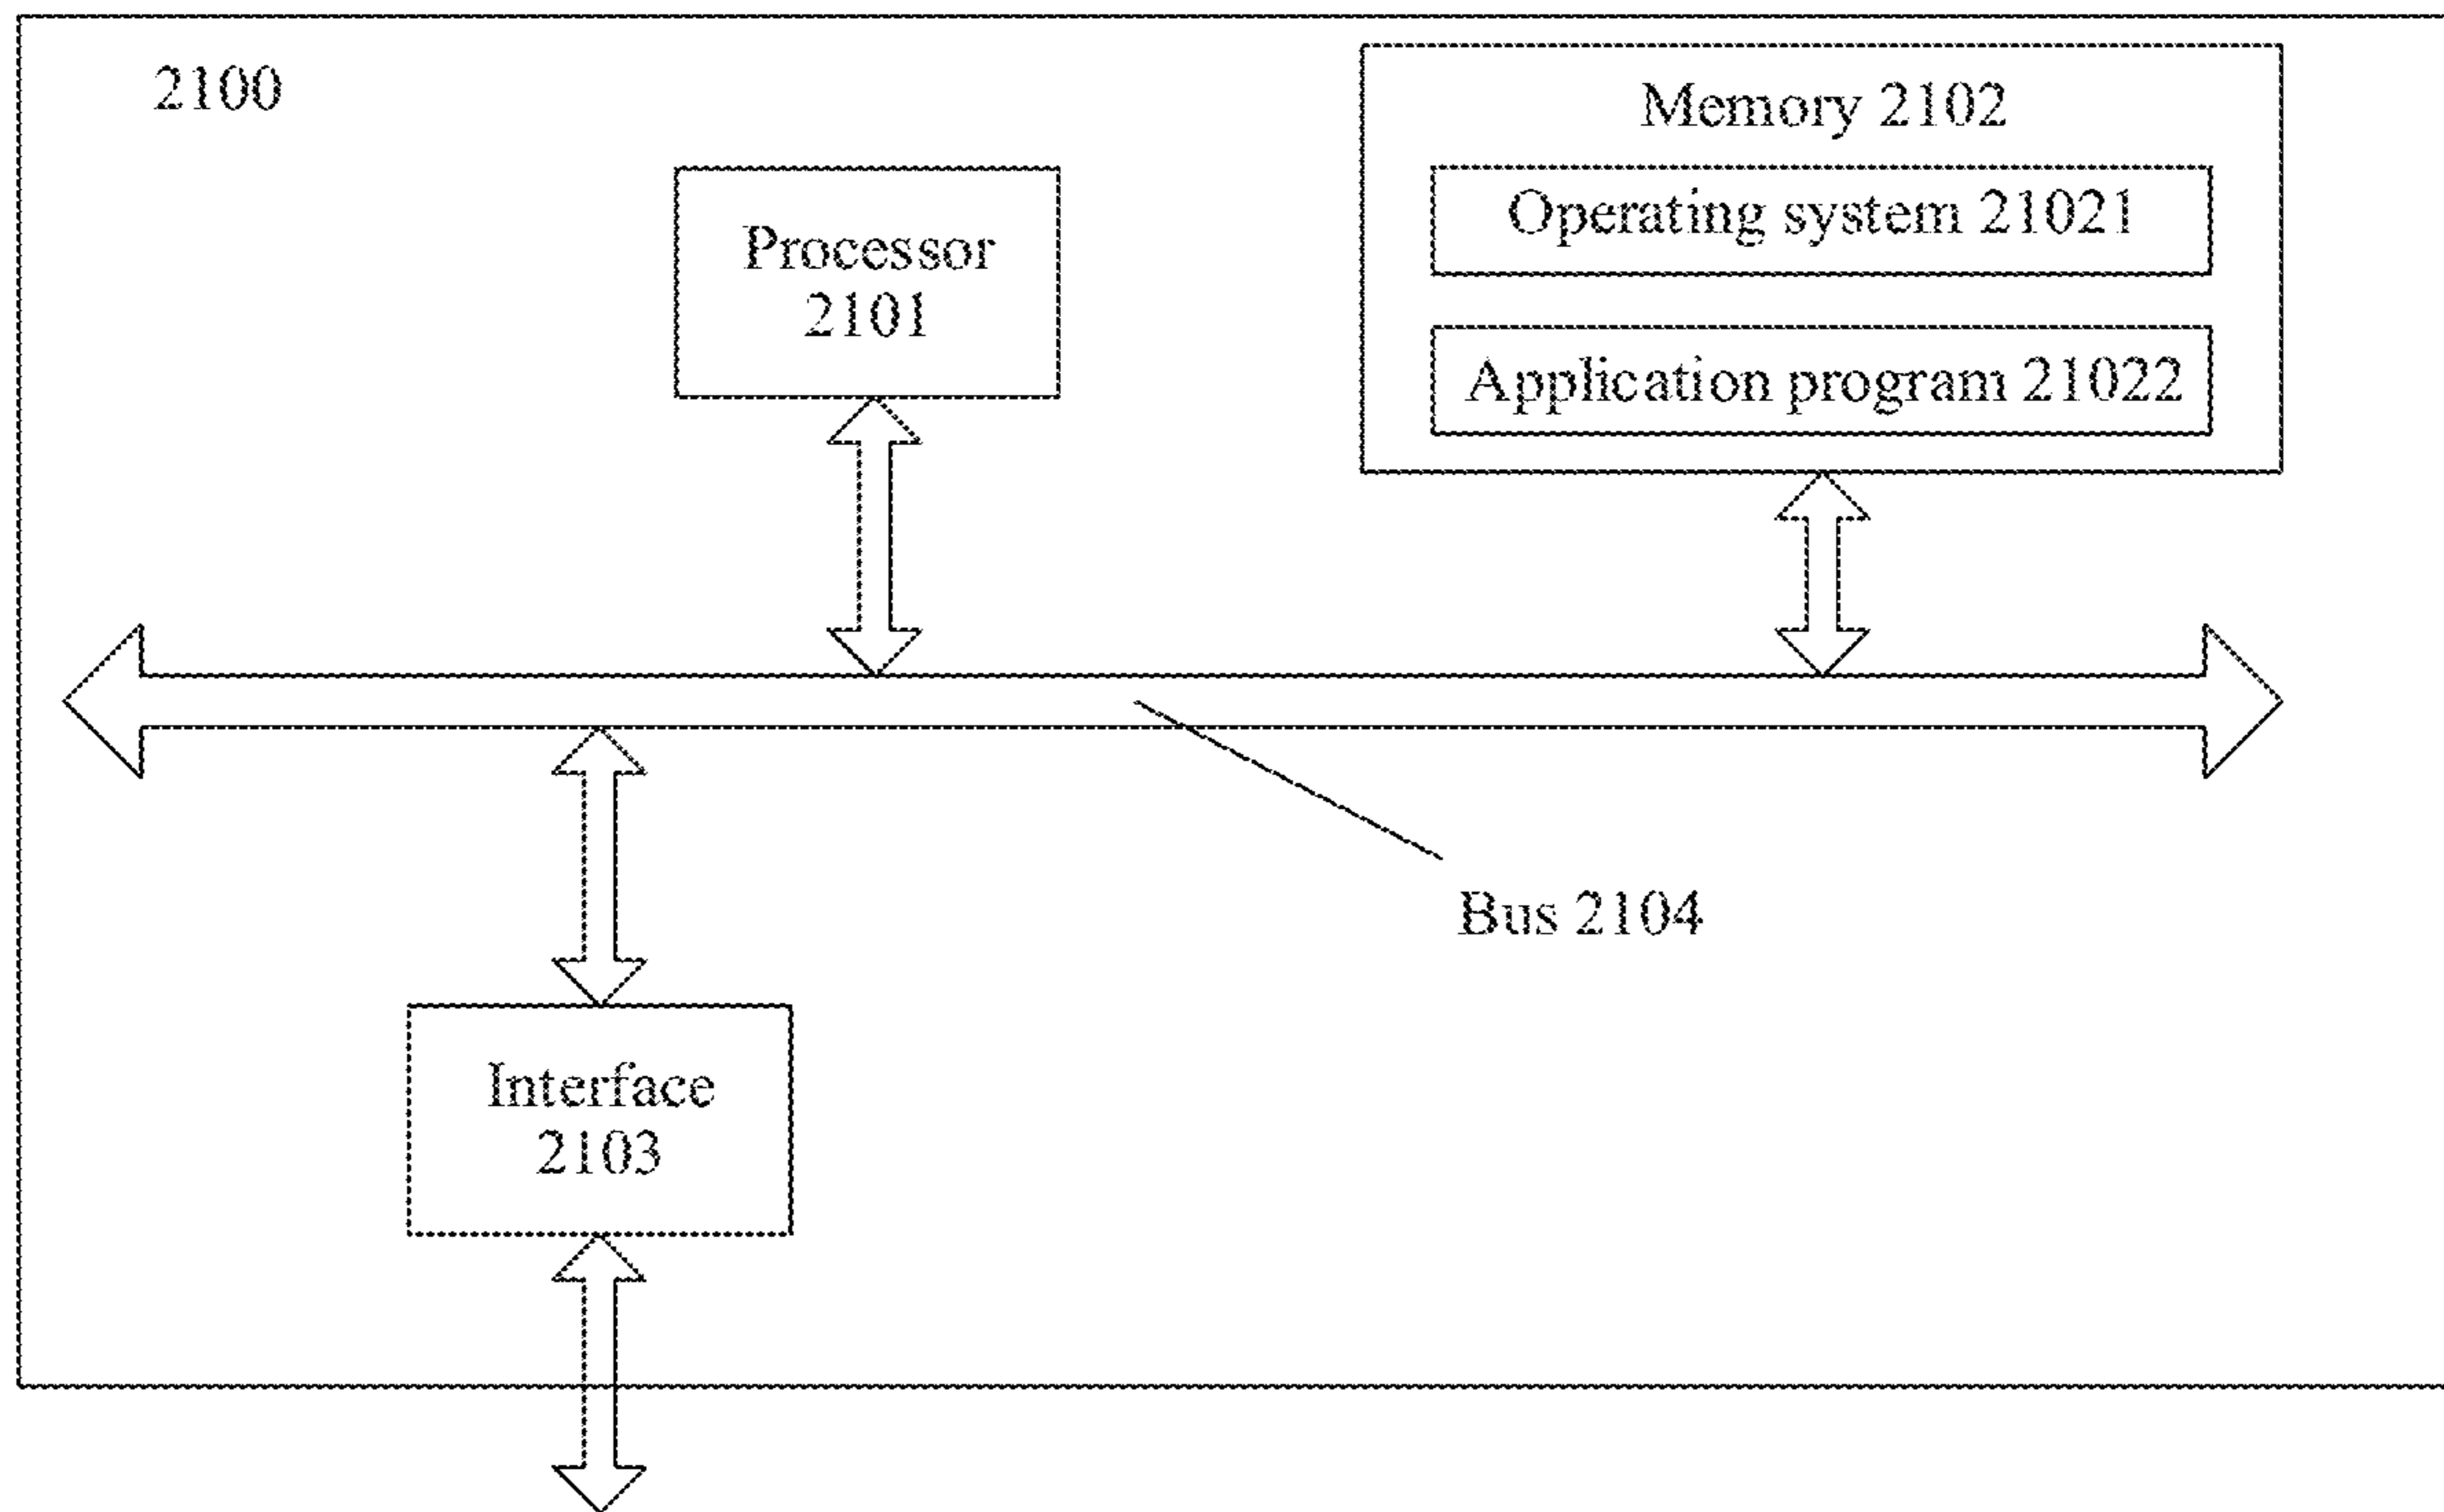 2100
Memory 2102
Operating system 21021
Application program 21022
Processor
2101
Bus 2104
Interface
2103